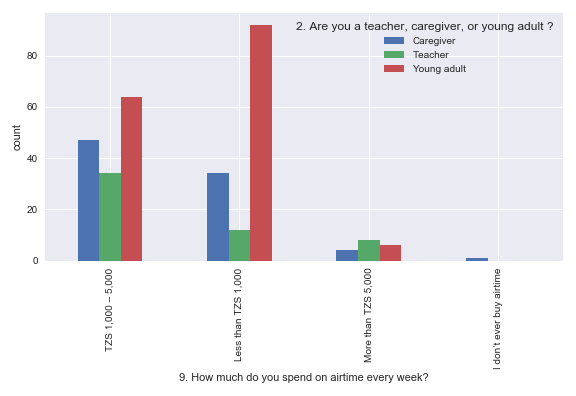 2. Are you a teacher, caregiver, or young adult ?
Caregiver
Teacher
Young adult
80
60
40
20
0
count
TZS 1,000 – 5,000
Less than TZS 1,000
More than TZS 5,000
I don't ever buy airtime
9. How much do you spend on airtime every week?